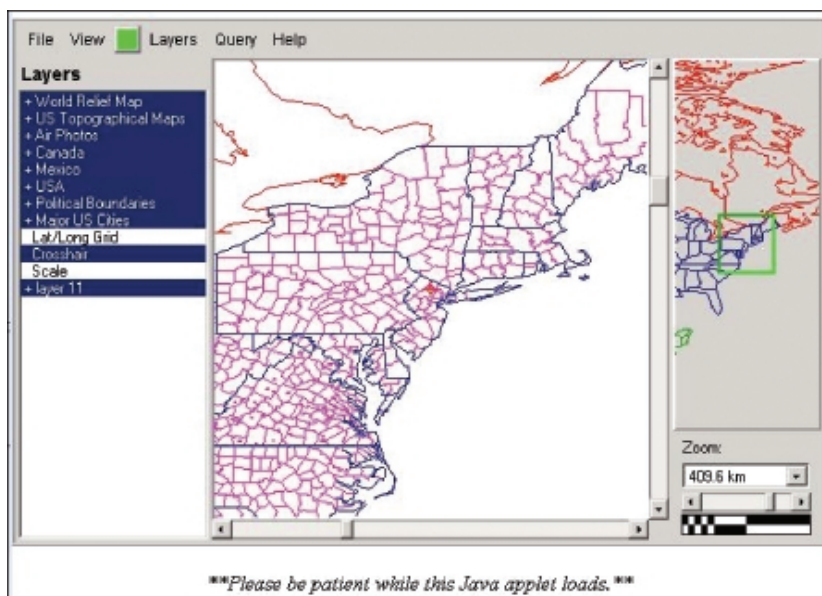 File View Layers Query Help
Layers
+ World Relief Map
+ US Topographical Maps
+ Air Photos
+ Canada
+ Mexico
+ USA
+ Political Boundaries
+ Major US Cities
Lat/Long Grid
Crosshair
Scale
+ layer 11
Zoom:
409.6 km
**Please be patient while this Java applet loads.**